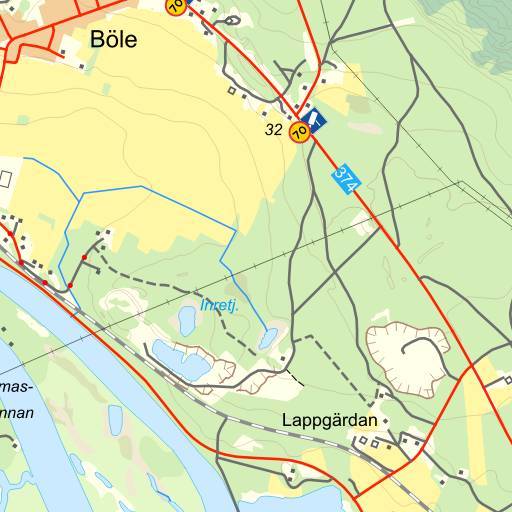 70
Böle
32
70
374
Inretj.
mas-
nnan
Lappgärdan